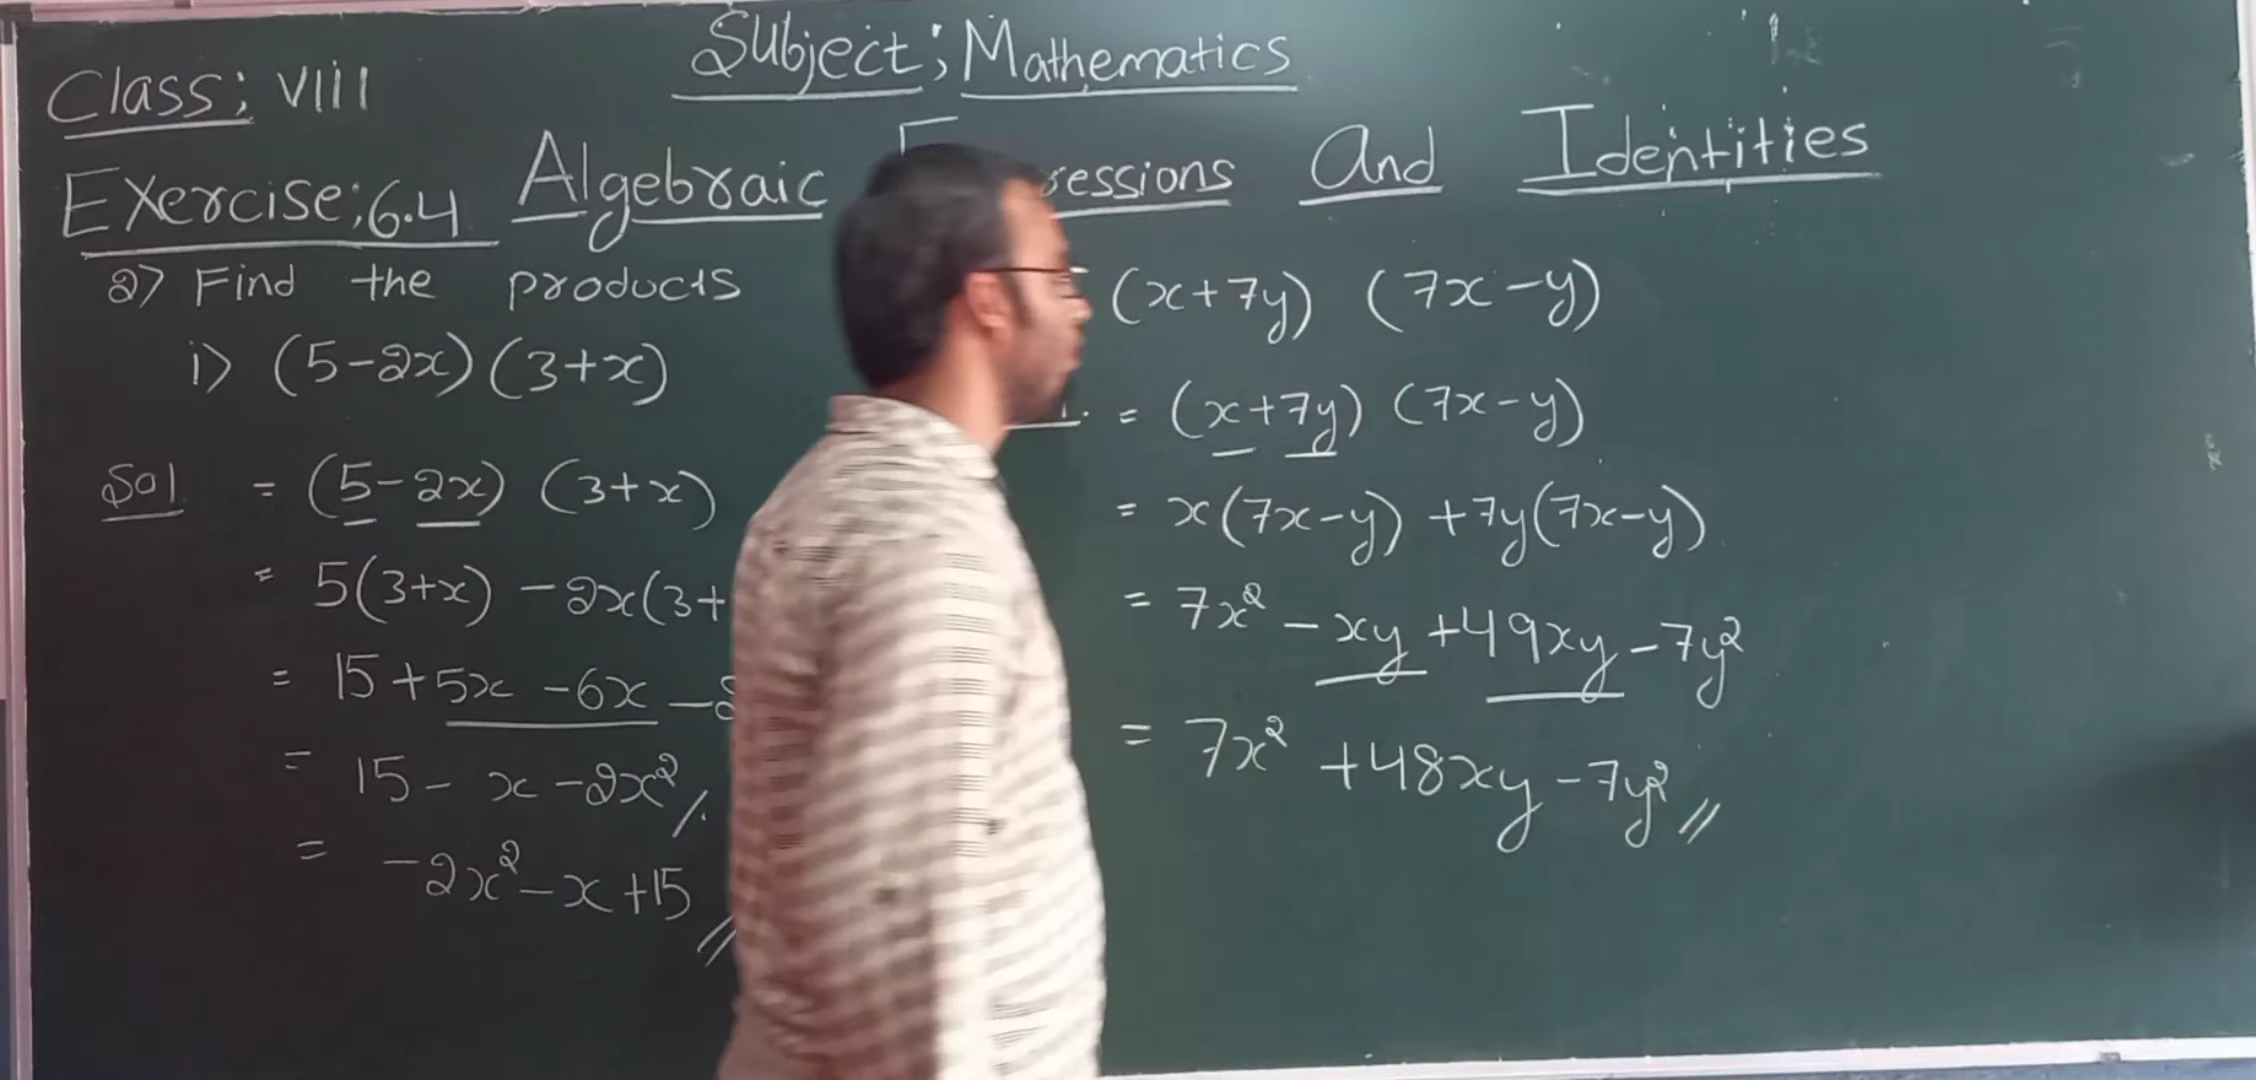 Subject; Mathematics
Class; VIII
Exercise; 6.4 Algebraic And Identities
2) Find the products
i) (5-2x)(3+x)
Sol = (5-2x) (3+x)
= 5(3+x) -2x(3+
= 15+5x -6x -
= 15 - x -2x²
= -2x² - x +15
(x+7y) (7x-y)
= (x+7y) (7x-y)
= x(7x-y) +7y(7x-y)
= 7x² - xy +49xy -7y²
= 7x² +48xy -7y²